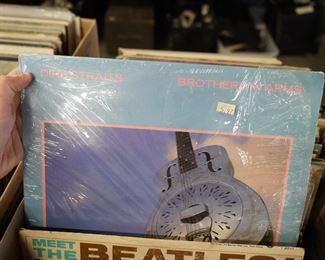 DIRE STRAITS BROTHERS IN ARMS
MEET
THE
BEATLES!